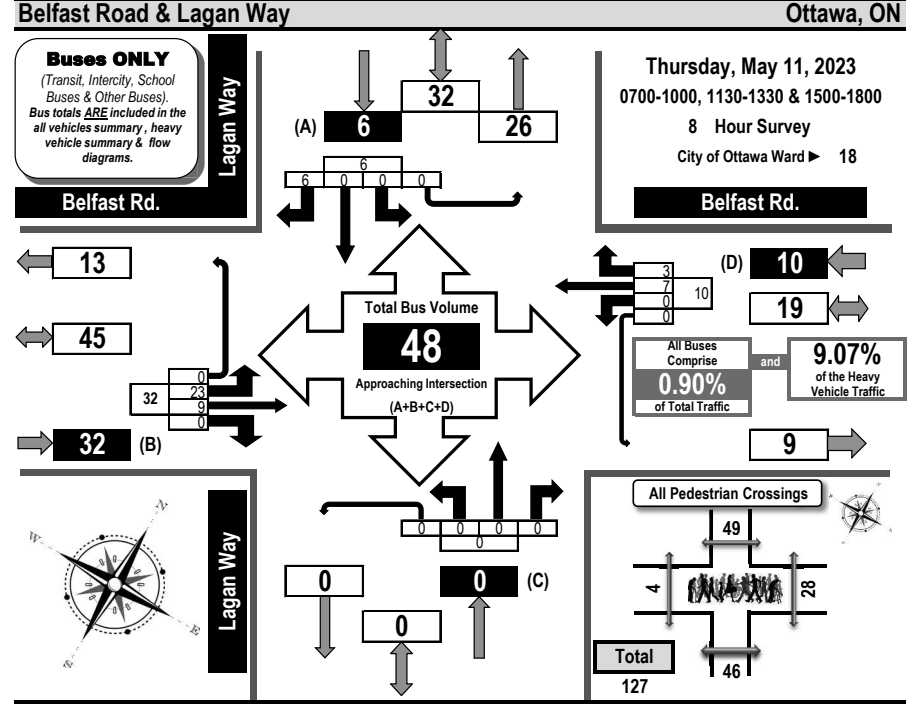 Belfast Road & Lagan Way
Ottawa, ON
Buses ONLY
(Transit, Intercity, School
Buses & Other Buses).
Bus totals ARE included in the
all vehicles summary , heavy
vehicle summary & flow
diagrams.
Lagan Way
Belfast Rd.
32
(A)
6
26
6
6
0
0
0
Thursday, May 11, 2023
0700-1000, 1130-1330 & 1500-1800
8 Hour Survey
City of Ottawa Ward ► 18
Belfast Rd.
13
45
0
23
9
0
32
32
(B)
Total Bus Volume
48
Approaching Intersection
(A+B+C+D)
3
7
0
0
10
(D)
10
19
All Buses
Comprise
0.90%
of Total Traffic
and
9.07%
of the Heavy
Vehicle Traffic
9
N
W
E
S
Lagan Way
0
0
0
0
0
0
0
(C)
0
All Pedestrian Crossings
49
4
28
46
Total
127